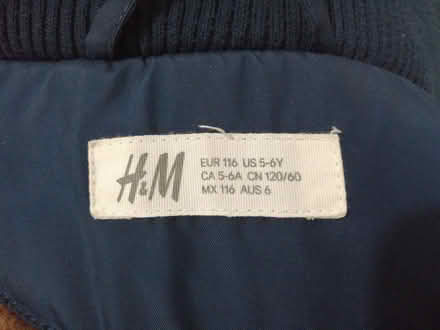 H&M
EUR 116 US 5-6Y
CA 5-6A CN 120/60
MX 116 AUS 6